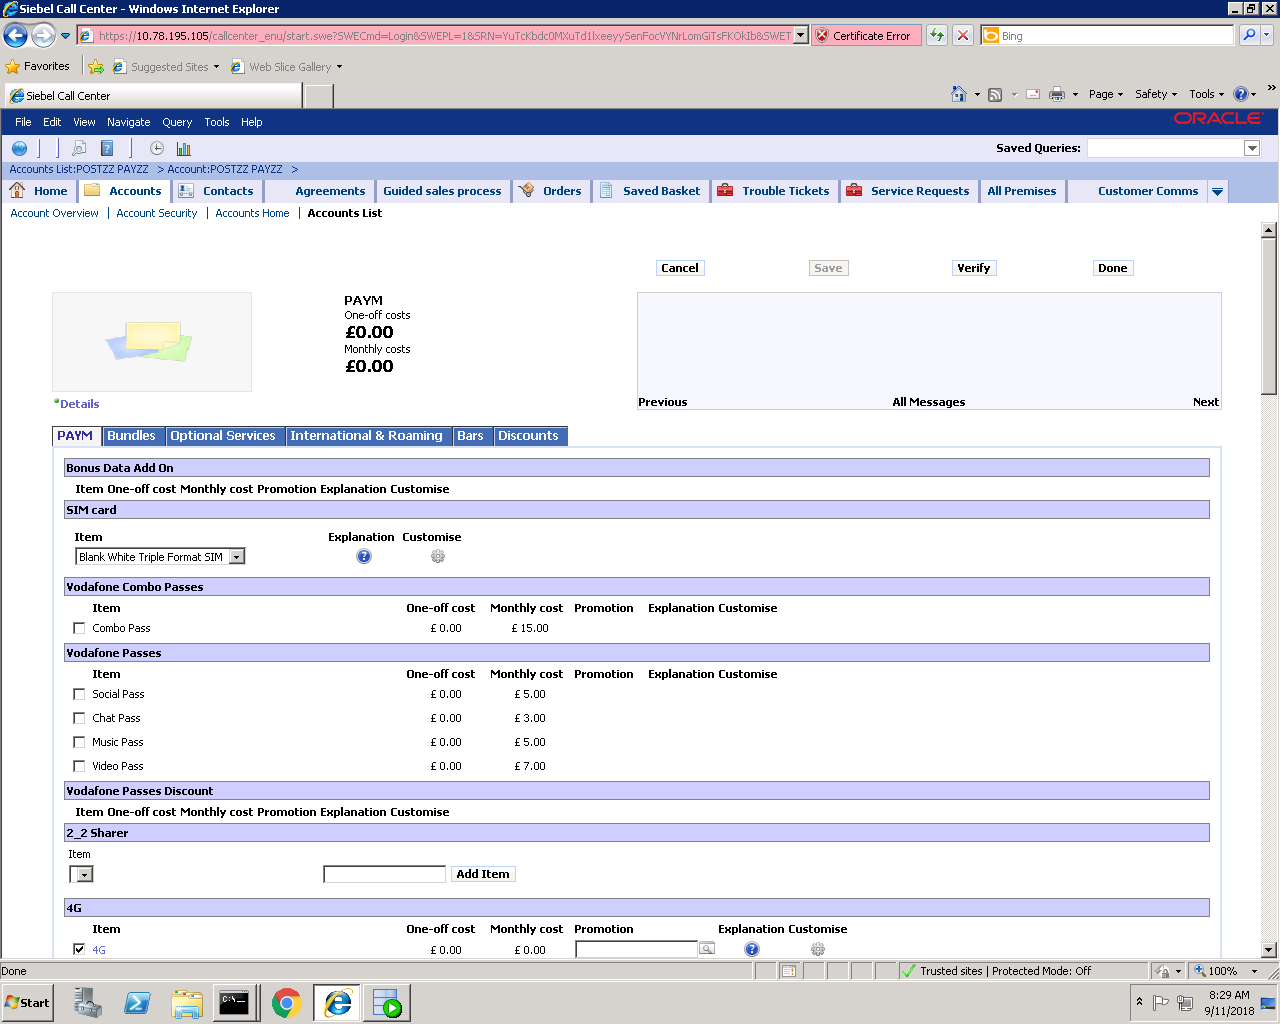 Siebel Call Center - Windows Internet Explorer
https://10.78.195.105/callcenter_enu/start.swe?SWECmd=Login&SWEPL=1&SRN=YuTcKbdc0MXuTd1lxeeyySenFocVYNrLomGiTsFKOkIb&SWET
Certificate Error
Bing
Favorites
Suggested Sites
Web Slice Gallery
Siebel Call Center
Page
Safety
Tools
File Edit View Navigate Query Tools Help
ORACLE
Saved Queries:
Accounts List:POSTZZ PAYZZ > Account:POSTZZ PAYZZ >
Home Accounts Contacts Agreements Guided sales process Orders Saved Basket Trouble Tickets Service Requests All Premises Customer Comms
Account Overview | Account Security | Accounts Home | Accounts List
Cancel Save Verify Done
PAYM
One-off costs
£0.00
Monthly costs
£0.00
Details
Previous All Messages Next
PAYM Bundles Optional Services International & Roaming Bars Discounts
Bonus Data Add On
Item One-off cost Monthly cost Promotion Explanation Customise
SIM card
Item Explanation Customise
Blank White Triple Format SIM
Vodafone Combo Passes
Item One-off cost Monthly cost Promotion Explanation Customise
Combo Pass £ 0.00 £ 15.00
Vodafone Passes
Item One-off cost Monthly cost Promotion Explanation Customise
Social Pass £ 0.00 £ 5.00
Chat Pass £ 0.00 £ 3.00
Music Pass £ 0.00 £ 5.00
Video Pass £ 0.00 £ 7.00
Vodafone Passes Discount
Item One-off cost Monthly cost Promotion Explanation Customise
2_2 Sharer
Item
Add Item
4G
Item One-off cost Monthly cost Promotion Explanation Customise
4G £ 0.00 £ 0.00
Done
Trusted sites | Protected Mode: Off
100%
Start
8:29 AM
9/11/2018